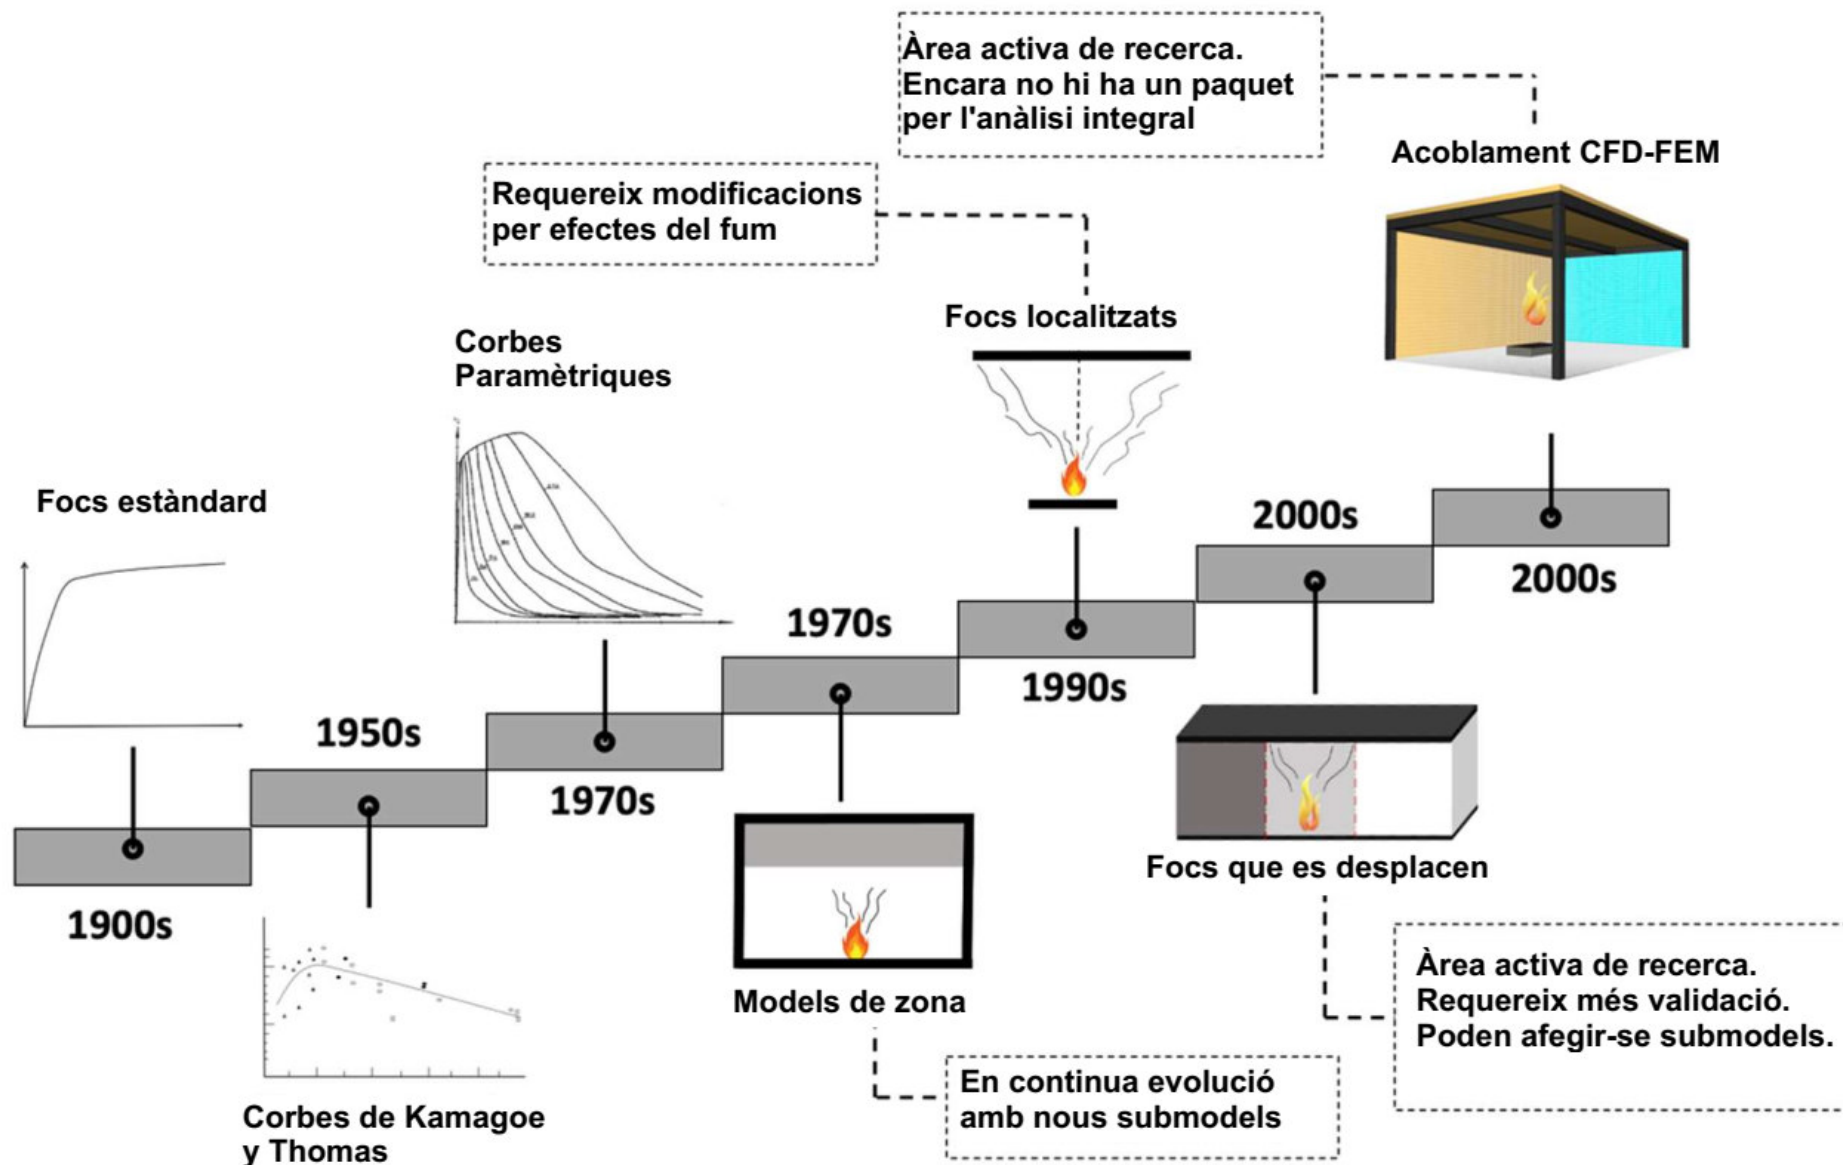 Àrea activa de recerca.
Encara no hi ha un paquet
per l'anàlisi integral
Acoblament CFD-FEM
Requereix modificacions
per efectes del fum
Focs localitzats
Corbes
Paramètriques
Focs estàndard
2000s
2000s
1970s
1990s
1950s
1970s
1900s
Focs que es desplacen
Àrea activa de recerca.
Requereix més validació.
Poden afegir-se submodels.
Models de zona
En continua evolució
amb nous submodels
Corbes de Kamagoe
y Thomas